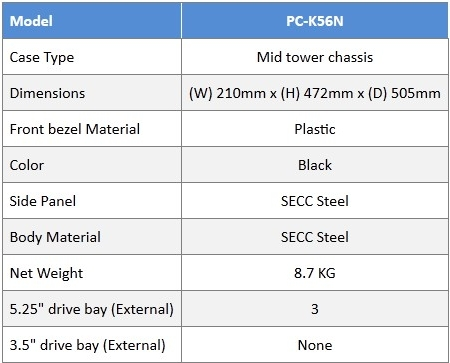 Model PC-K56N
Case Type Mid tower chassis
Dimensions (W) 210mm x (H) 472mm x (D) 505mm
Front bezel Material Plastic
Color Black
Side Panel SECC Steel
Body Material SECC Steel
Net Weight 8.7 KG
5.25" drive bay (External) 3
3.5" drive bay (External) None